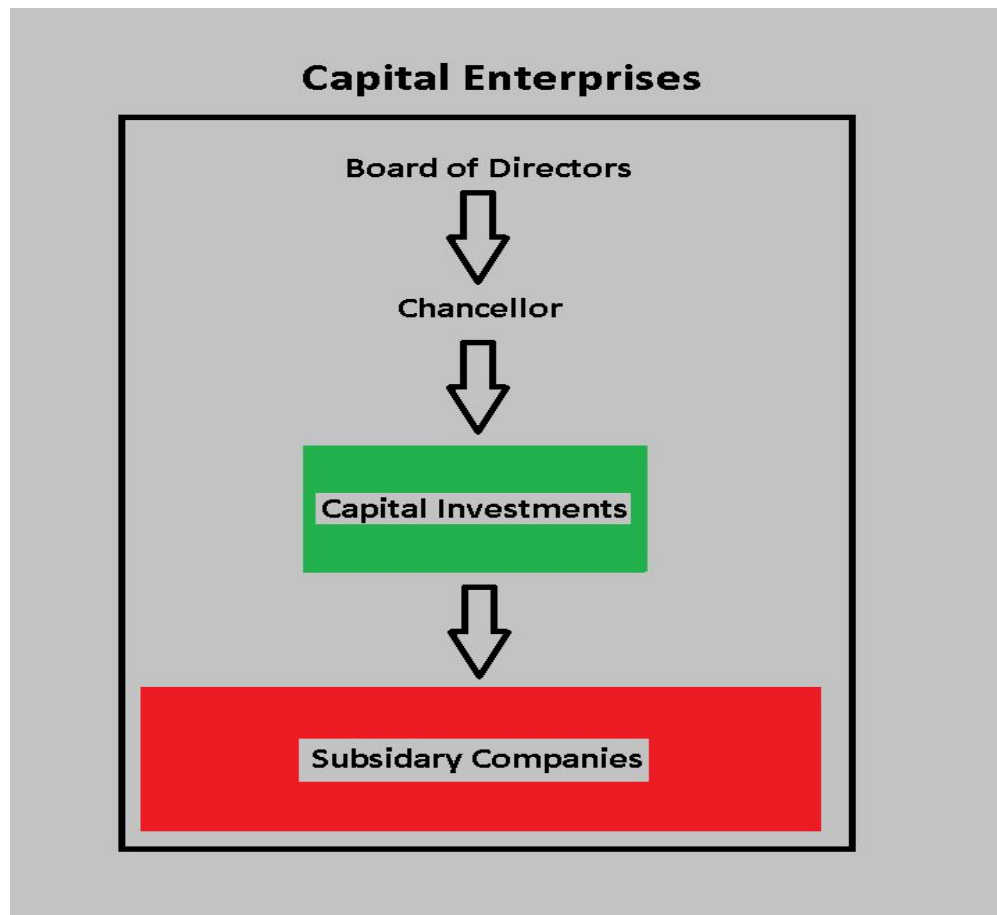 Capital Enterprises
Board of Directors
Chancellor
Capital Investments
Subsidary Companies